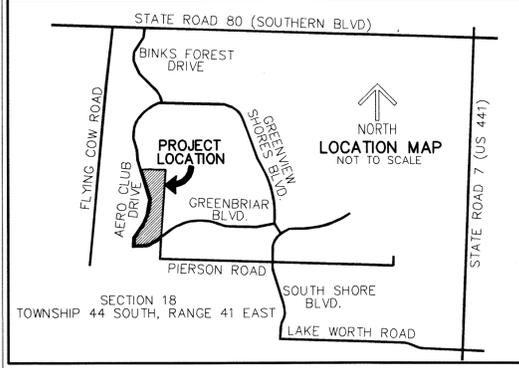 STATE ROAD 80 (SOUTHERN BLVD)
BINKS FOREST
DRIVE
FLYING COW ROAD
GREENVIEW
SHORES BLVD.
NORTH
LOCATION MAP
NOT TO SCALE
STATE ROAD 7 (US 441)
PROJECT
LOCATION
AERO CLUB
DRIVE
GREENBRIAR
BLVD.
PIERSON ROAD
SECTION 18
TOWNSHIP 44 SOUTH, RANGE 41 EAST
SOUTH SHORE
BLVD.
LAKE WORTH ROAD